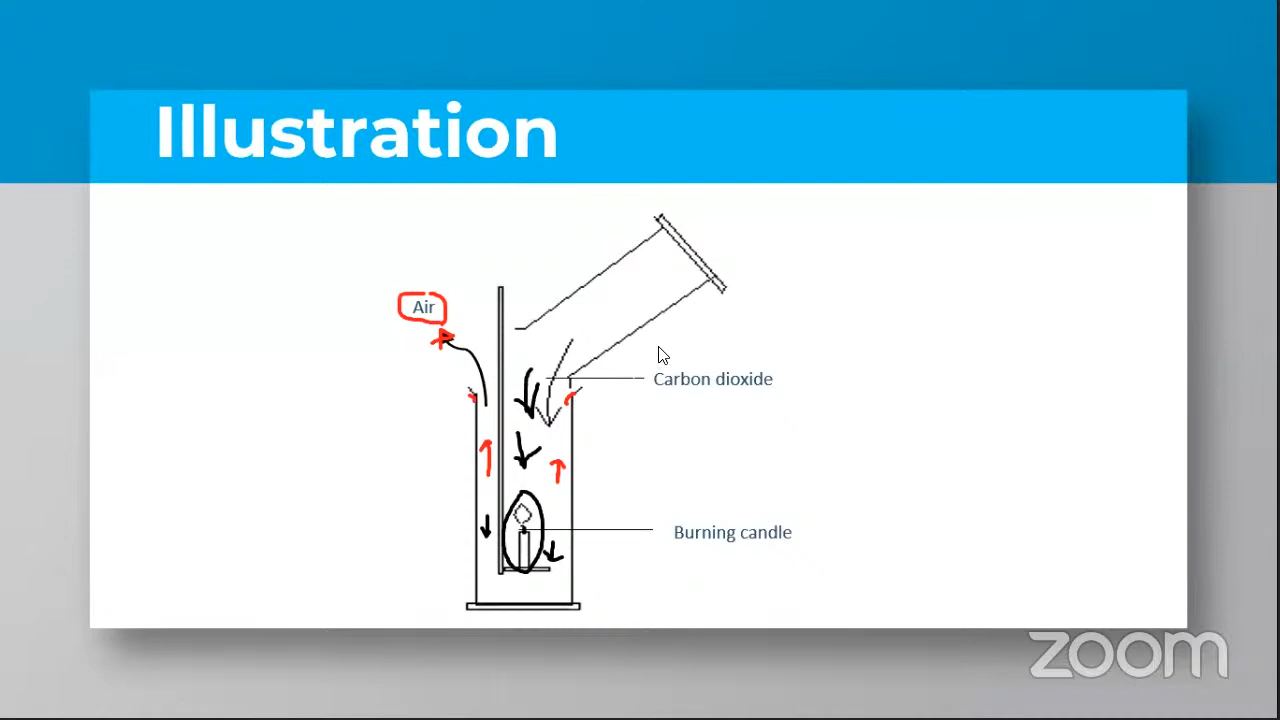 Illustration
Air
Carbon dioxide
Burning candle
zoom